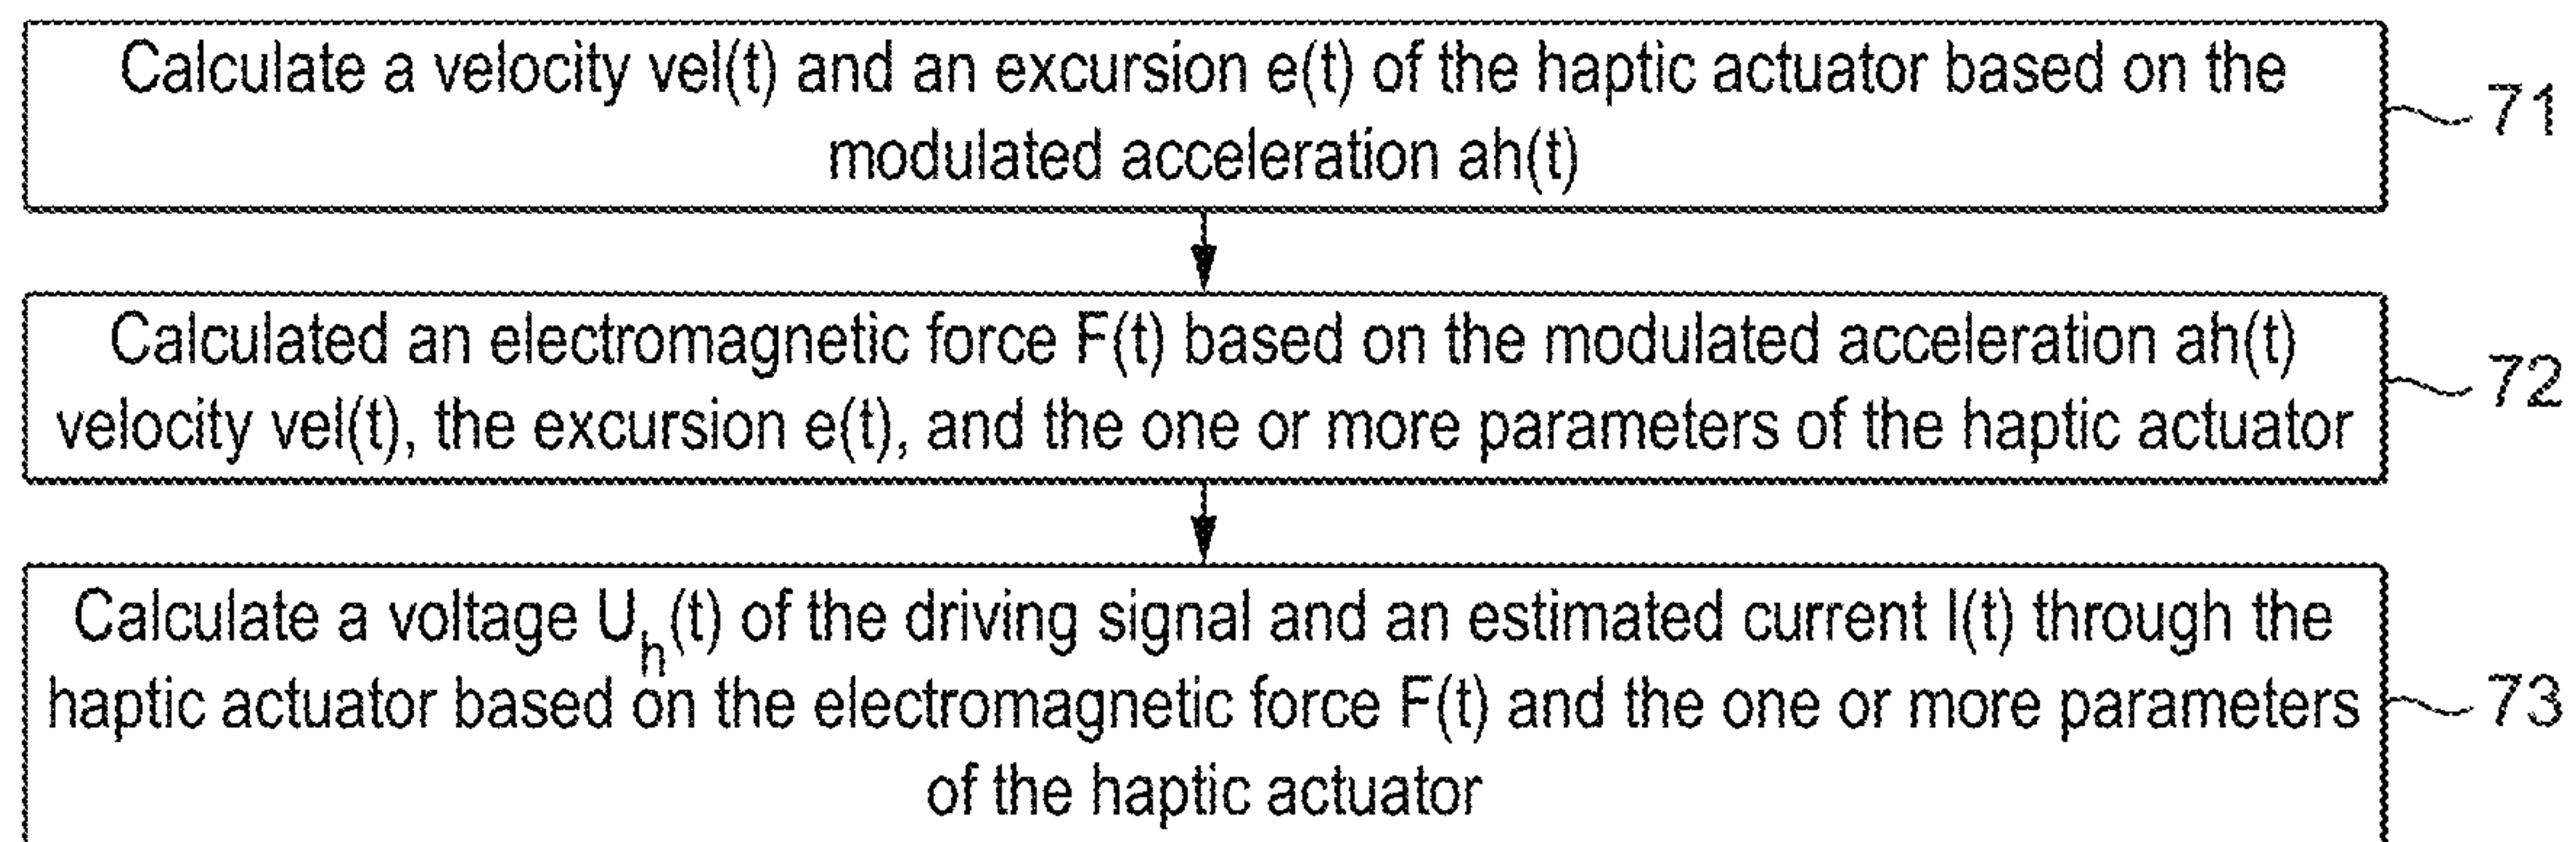 Calculate a velocity vel(t) and an excursion e(t) of the haptic actuator based on the
modulated acceleration ah(t)
71
Calculated an electromagnetic force F(t) based on the modulated acceleration ah(t)
velocity vel(t), the excursion e(t), and the one or more parameters of the haptic actuator
72
Calculate a voltage Uh(t) of the driving signal and an estimated current I(t) through the
haptic actuator based on the electromagnetic force F(t) and the one or more parameters
of the haptic actuator
73